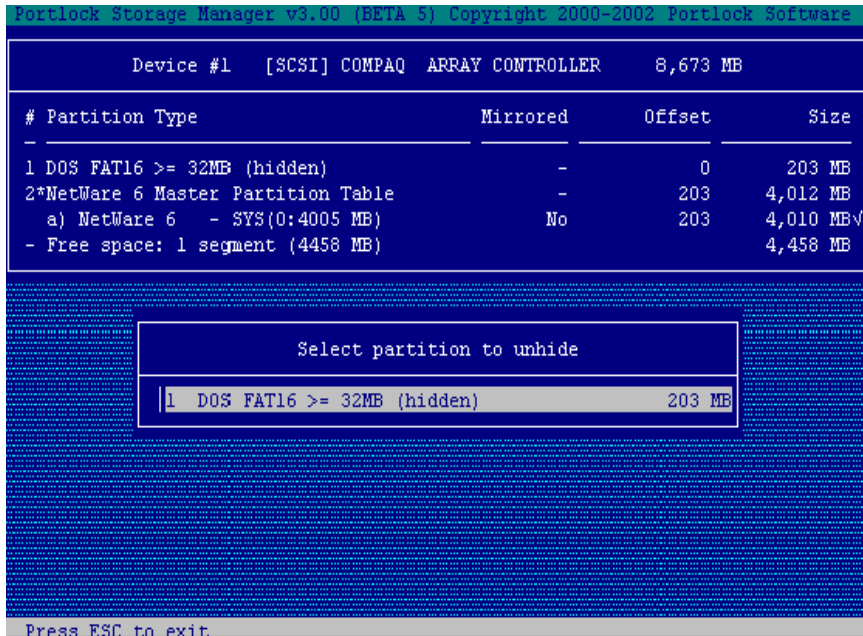 Portlock Storage Manager v3.00 (BETA 5) Copyright 2000-2002 Portlock Software
Device #1 [SCSI] COMPAQ ARRAY CONTROLLER 8,673 MB
# Partition Type Mirrored Offset Size
1 DOS FAT16 >= 32MB (hidden) - 0 203 MB
2*NetWare 6 Master Partition Table - 203 4,012 MB
a) NetWare 6 - SYS(0:4005 MB) No 203 4,010 MB√
- Free space: 1 segment (4458 MB) 4,458 MB
Select partition to unhide
1 DOS FAT16 >= 32MB (hidden) 203 MB
Press ESC to exit